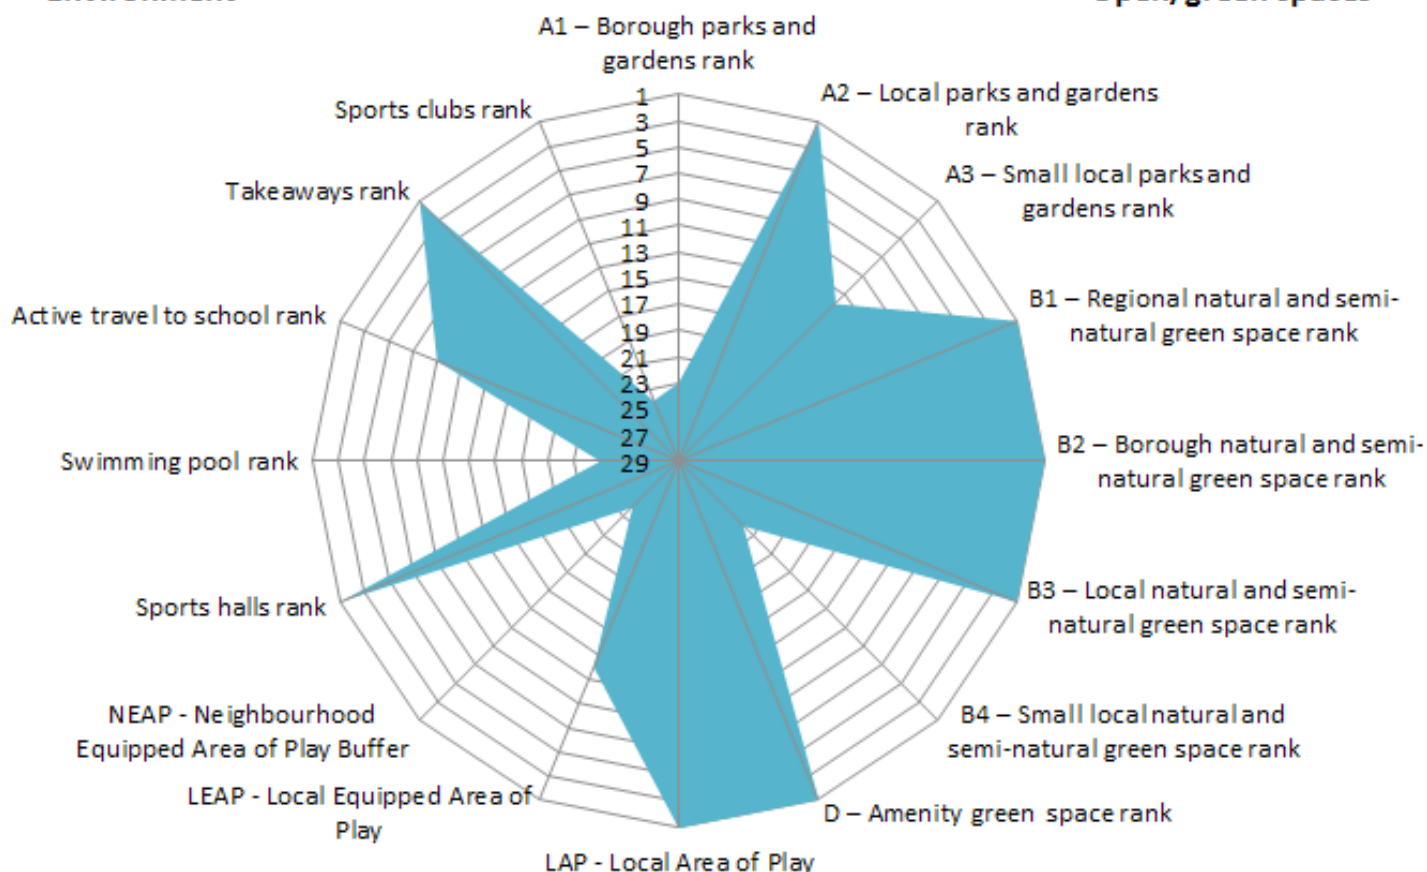 A1 – Borough parks and
gardens rank
A2 – Local parks and gardens
rank
A3 – Small local parks and
gardens rank
B1 – Regional natural and semi-
natural green space rank
B2 – Borough natural and semi-
natural green space rank
B3 – Local natural and semi-
natural green space rank
B4 – Small local natural and
semi-natural green space rank
D – Amenity green space rank
LAP - Local Area of Play
LEAP - Local Equipped Area of
Play
NEAP - Neighbourhood
Equipped Area of Play Buffer
Sports halls rank
Swimming pool rank
Active travel to school rank
Takeaways rank
Sports clubs rank
1
3
5
7
9
11
13
15
17
19
21
23
25
27
29